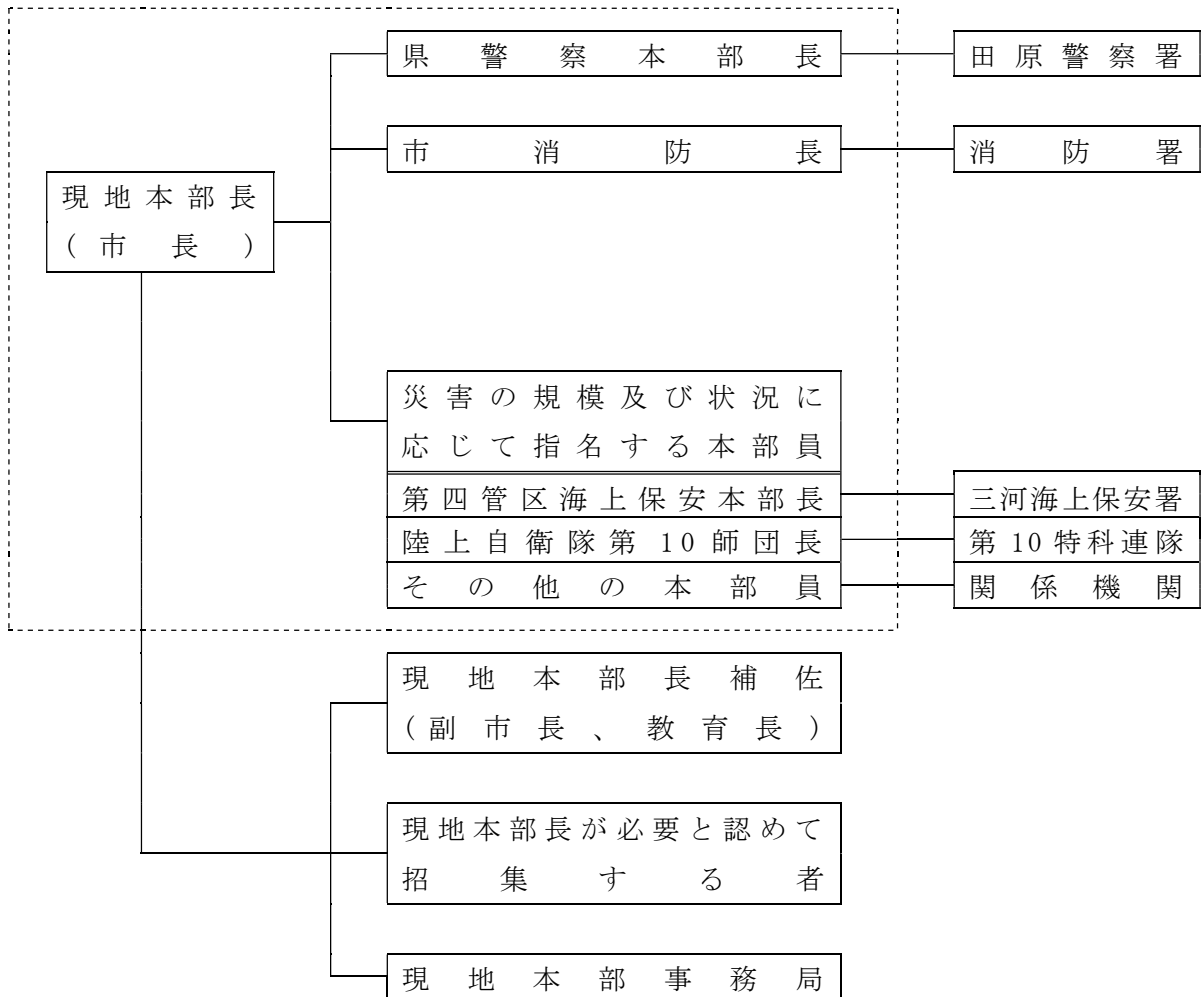 県警察本部長
田原警察署
市消防長
消防署
現地本部長
(市長)
災害の規模及び状況に
応じて指名する本部員
第四管区海上保安本部長
三河海上保安署
陸上自衛隊第10師団長
第10特科連隊
その他の本部員
関係機関
現地本部長補佐
(副市長、教育長)
現地本部長が必要と認めて
招集する者
現地本部事務局